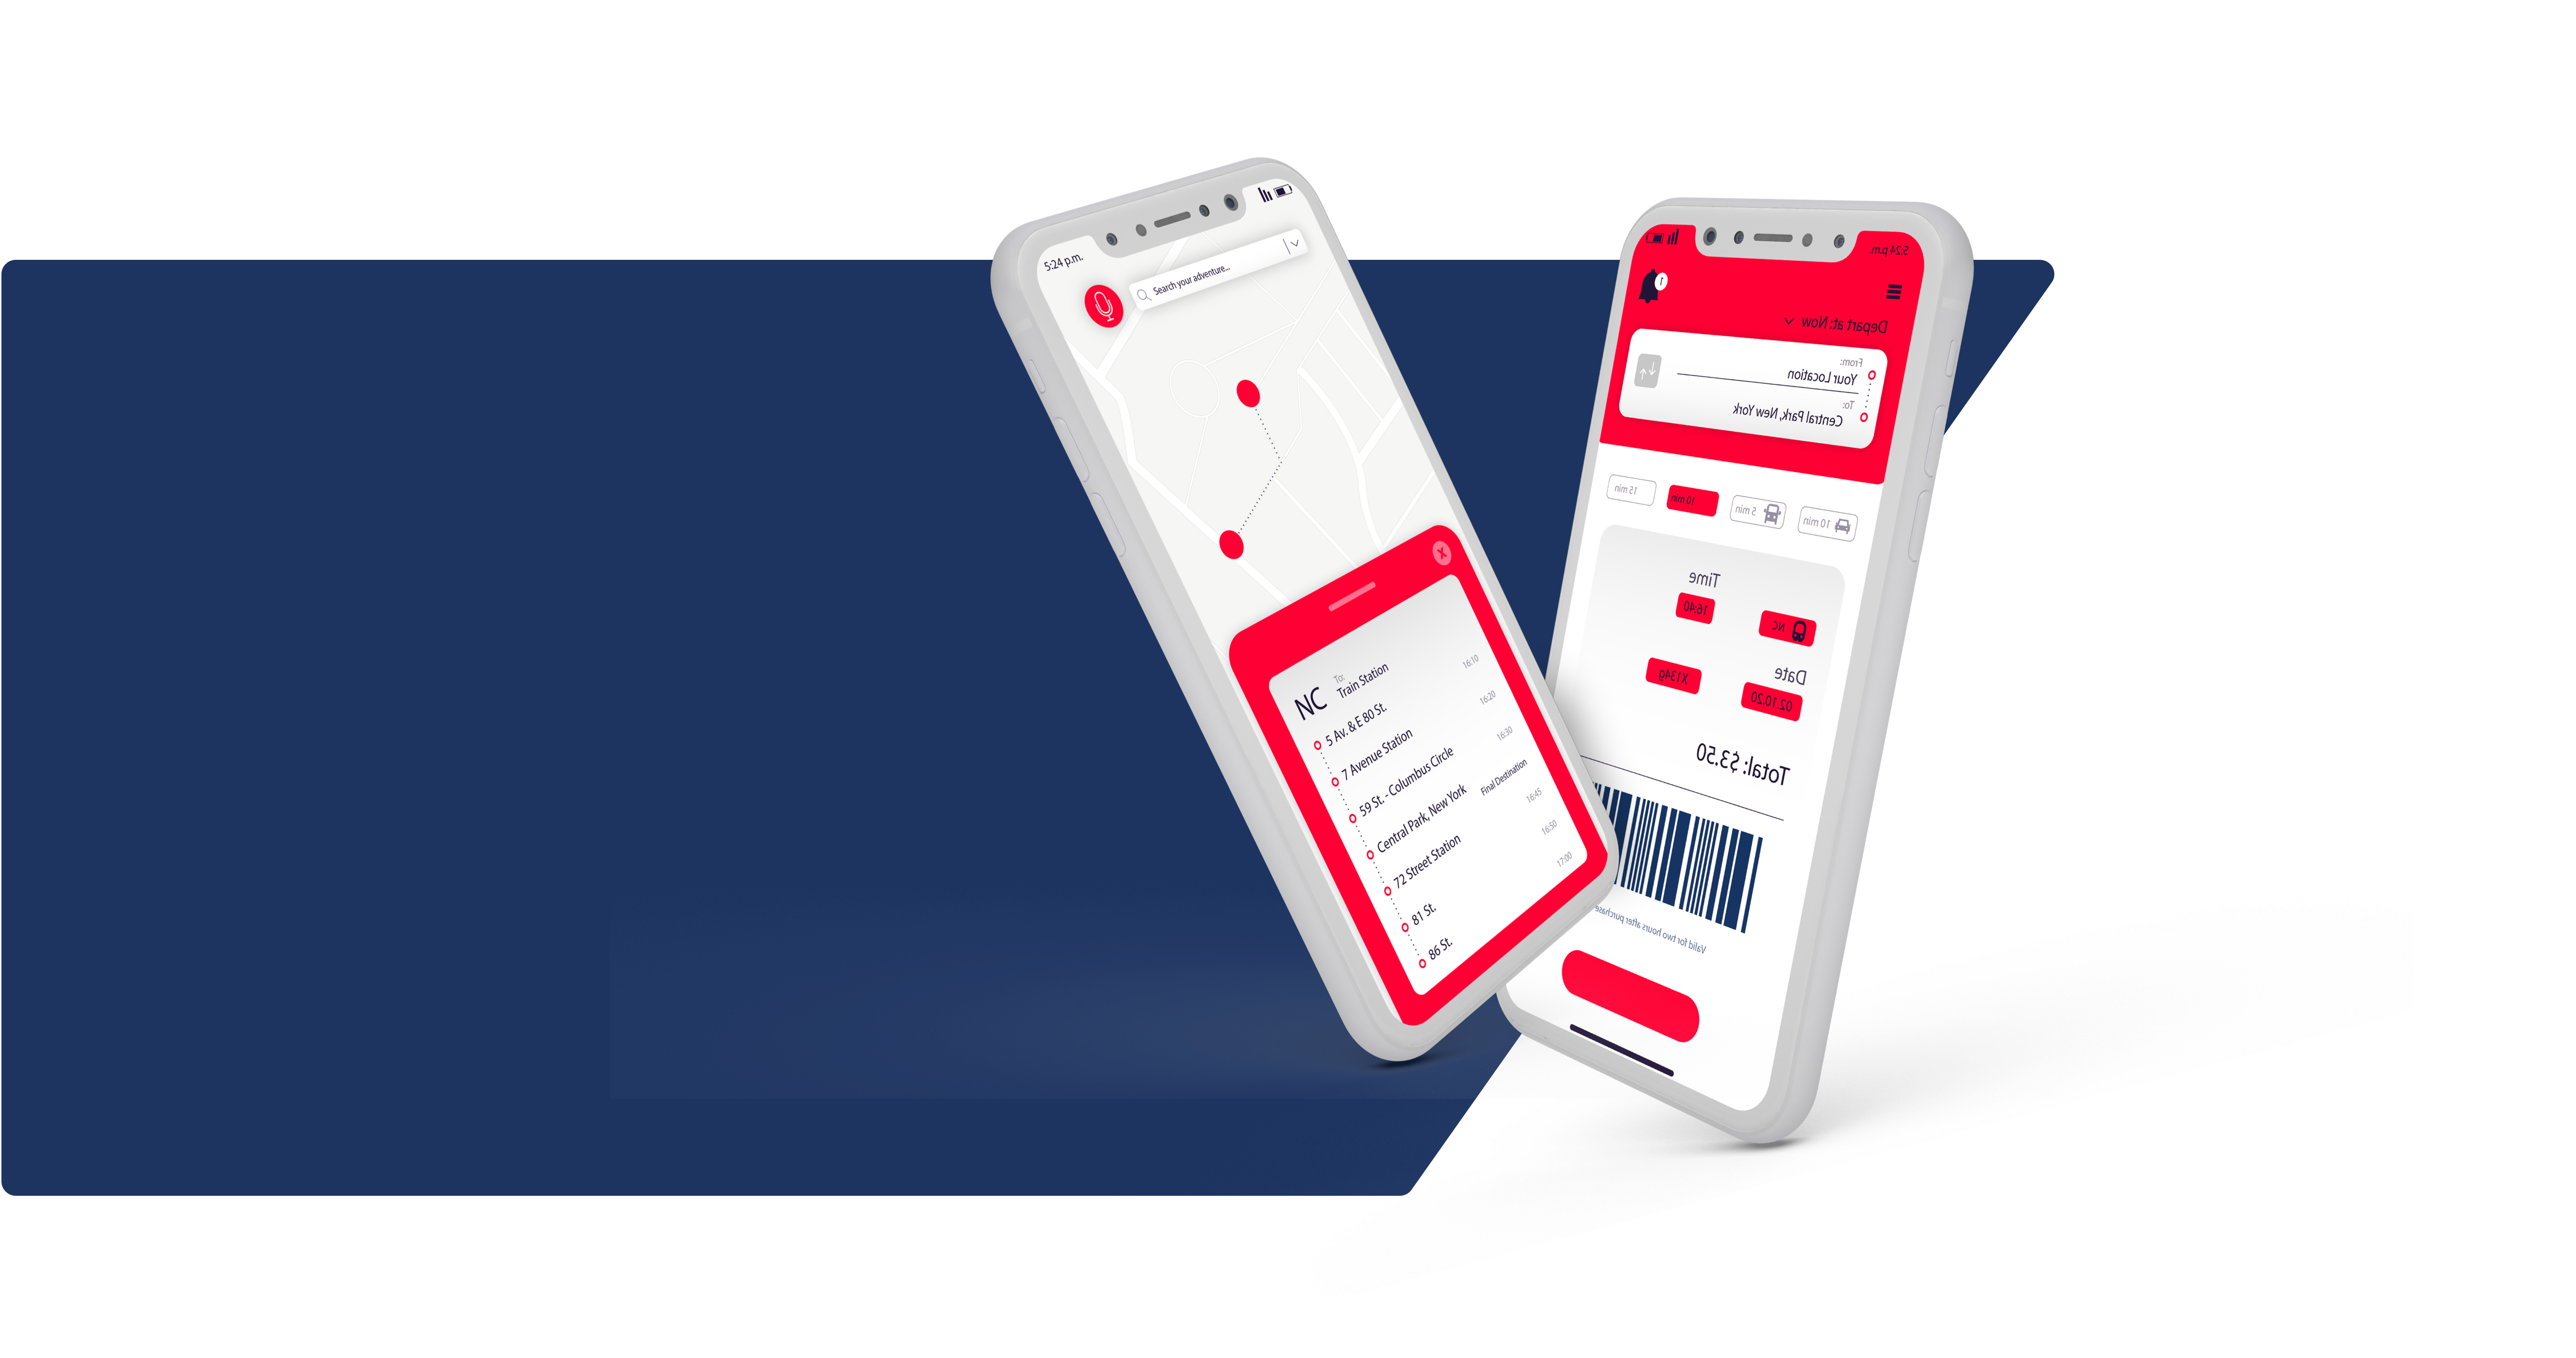 5:24 p.m.
Search your adventure...
X
NC
To:
Train Station
5 Av. & E 80 St.
16:10
7 Avenue Station
16:20
59 St. - Columbus Circle
16:30
Central Park, New York
Final Destination
72 Street Station
16:45
81 St.
16:50
86 St.
17:00
5:24 p.m.
1
Depart at: Now
From:
Your Location
To:
Central Park, New York
10 min
5 min
10 min
15 min
Time
NC
16:40
Date
02.10.20
X134g
Total: $3.50
Valid for two hours after purchase